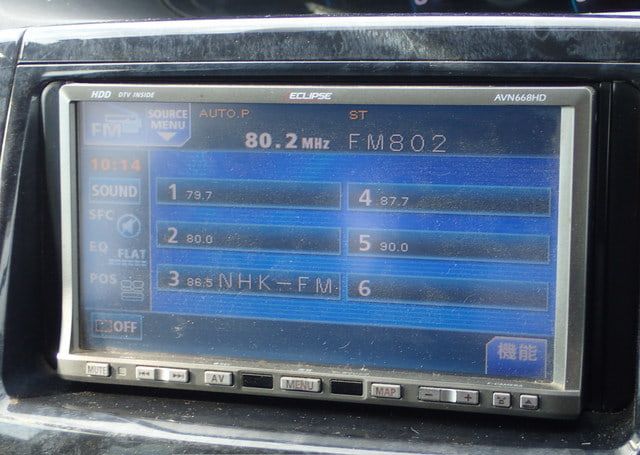 HDD DTV INSIDE ECLIPSE AVN668HD
FM SOURCE MENU AUTO.P ST
80.2 MHz FM802
10:14
SOUND
SFC
EQ FLAT
POS
OFF
1 79.7
2 80.0
3 86.5 NHK-FM
4 87.7
5 90.0
6
機能
MUTE AV MENU MAP